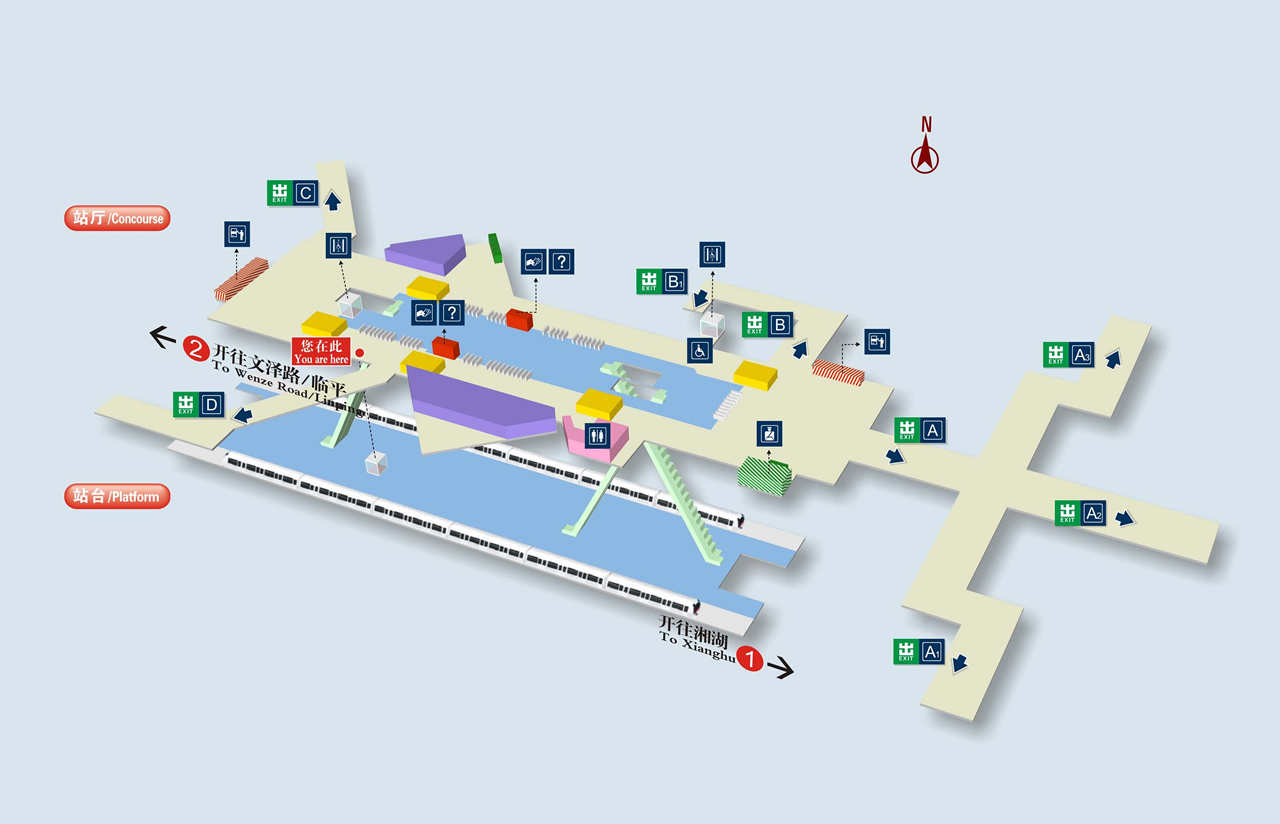 N
出 EXIT C
站厅/Concourse
? 
出 EXIT B1
?
出 EXIT B
您在此
You are here
2 开往文泽路/临平
To Wenze Road/Linping
出 EXIT A3
出 EXIT D
出 EXIT A
站台/Platform
出 EXIT A2
开往湘湖
To Xianghu 1
出 EXIT A1